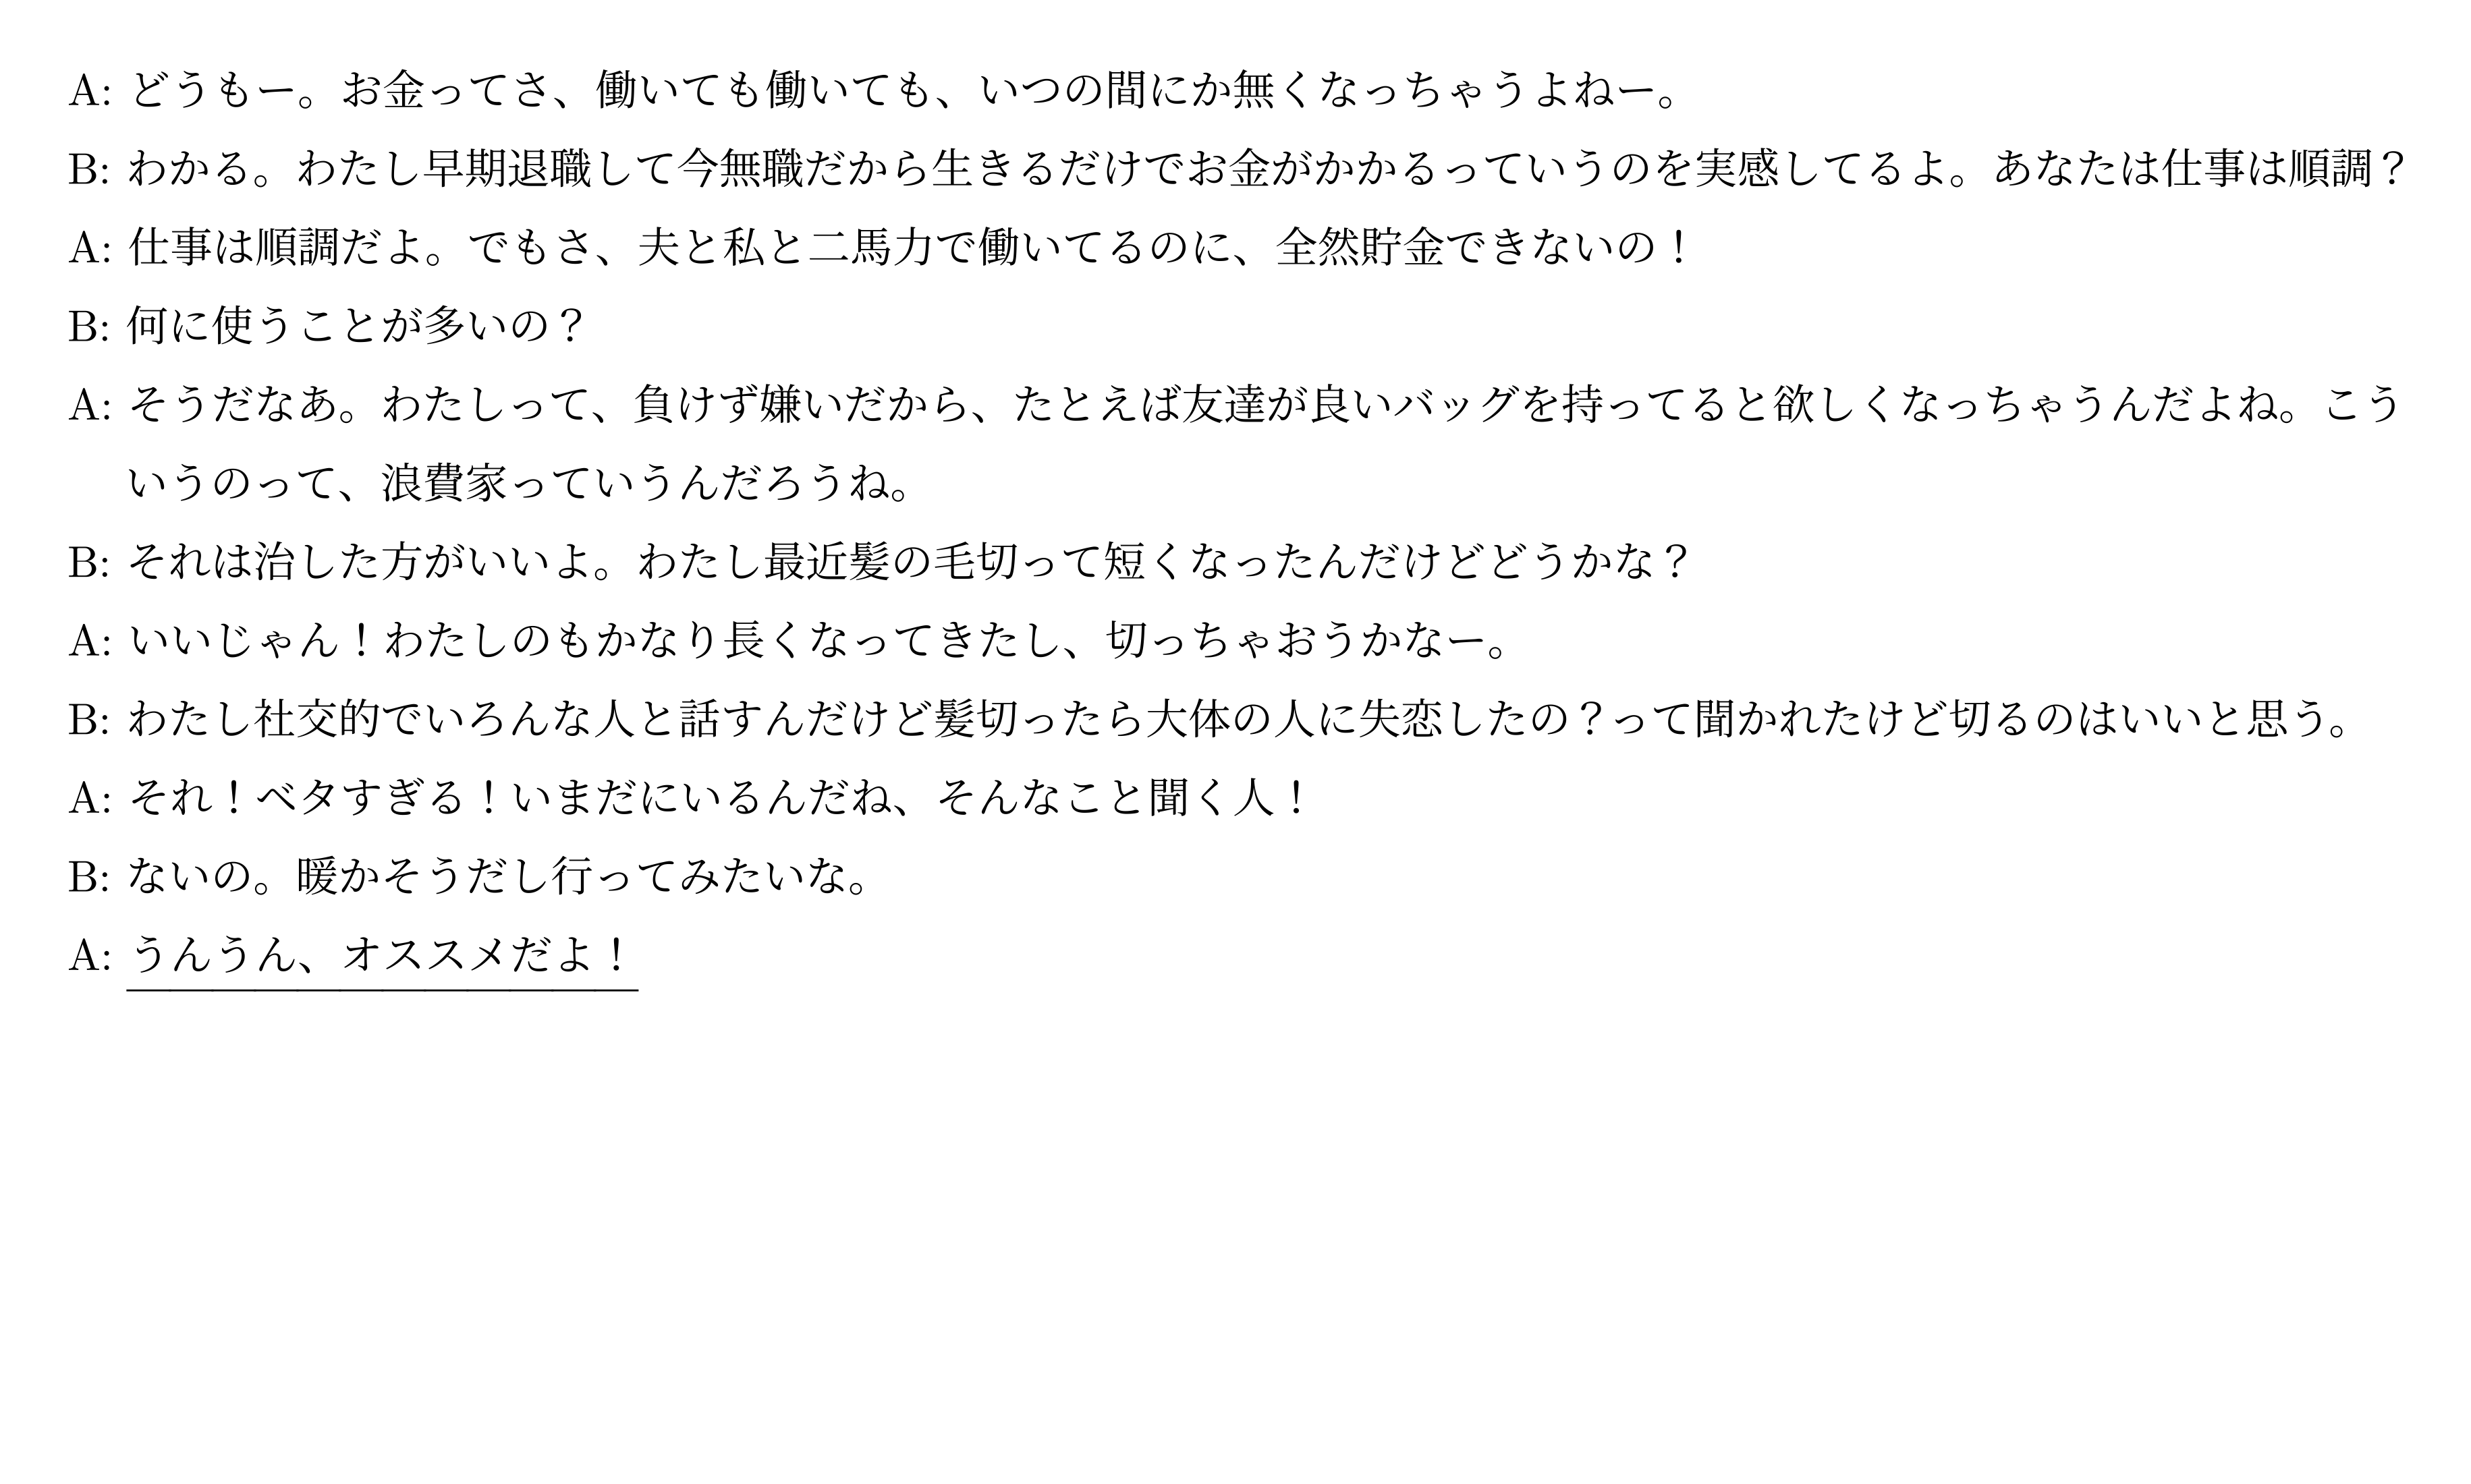 A: どうもー。お金ってさ、働いても働いても、いつの間にか無くなっちゃうよねー。
B: わかる。わたし早期退職して今無職だから生きるだけでお金がかかるっていうのを実感してるよ。あなたは仕事は順調？
A: 仕事は順調だよ。でもさ、夫と私と二馬力で働いてるのに、全然貯金できないの！
B: 何に使うことが多いの？
A: そうだなあ。わたしって、負けず嫌いだから、たとえば友達が良いバッグを持ってると欲しくなっちゃうんだよね。こう
いうのって、浪費家っていうんだろうね。
B: それは治した方がいいよ。わたし最近髪の毛切って短くなったんだけどどうかな？
A: いいじゃん！わたしのもかなり長くなってきたし、切っちゃおうかなー。
B: わたし社交的でいろんな人と話すんだけど髪切ったら大体の人に失恋したの？って聞かれたけど切るのはいいと思う。
A: それ！ベタすぎる！いまだにいるんだね、そんなこと聞く人！
B: ないの。暖かそうだし行ってみたいな。
A: うんうん、オススメだよ！